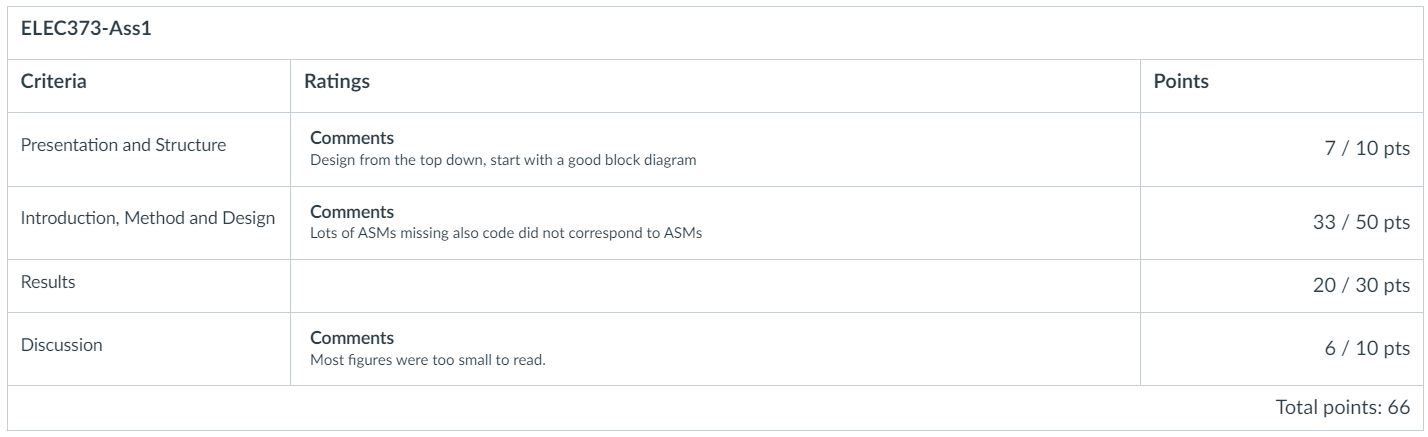 ELEC373-Ass1
Criteria Ratings Points
Presentation and Structure
Comments
Design from the top down, start with a good block diagram
7 / 10 pts
Introduction, Method and Design
Comments
Lots of ASMs missing also code did not correspond to ASMs
33 / 50 pts
Results
20 / 30 pts
Discussion
Comments
Most figures were too small to read.
6 / 10 pts
Total points: 66